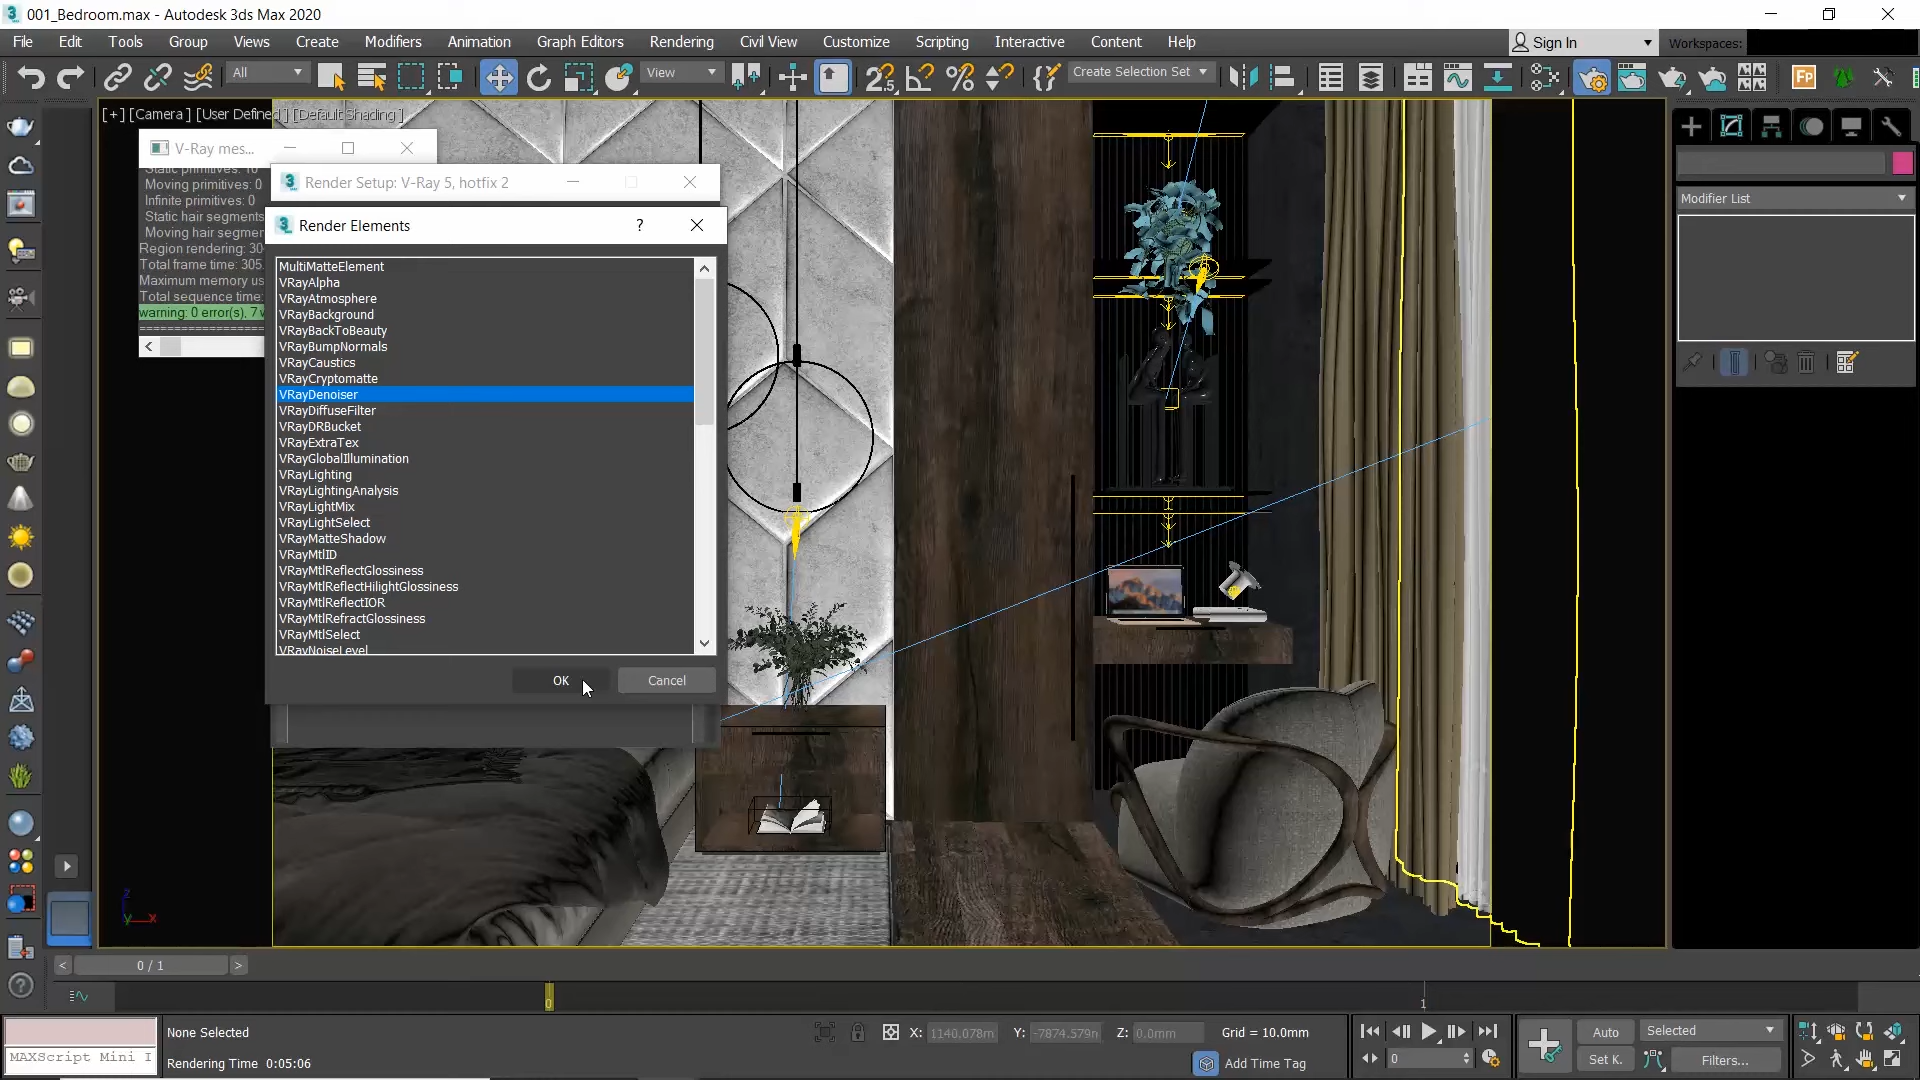 001_Bedroom.max - Autodesk 3ds Max 2020
File Edit Tools Group Views Create Modifiers Animation Graph Editors Rendering Civil View Customize Scripting Interactive Content Help
Sign In
Workspaces:
All
View
Create Selection Set
[+] [Camera ] [User Defined ] [Default Shading ]
V-Ray mes...
Static primitives: 10
Moving primitives: 0
Infinite primitives: 0
Static hair segments
Moving hair segmen
Region rendering: 30
Total frame time: 305.
Maximum memory us
Total sequence time:
warning: 0 error(s), 7 w
Render Setup: V-Ray 5, hotfix 2
Render Elements
MultiMatteElement
VRayAlpha
VRayAtmosphere
VRayBackground
VRayBackToBeauty
VRayBumpNormals
VRayCaustics
VRayCryptomatte
VRayDenoiser
VRayDiffuseFilter
VRayDRBucket
VRayExtraTex
VRayGlobalIllumination
VRayLighting
VRayLightingAnalysis
VRayLightMix
VRayLightSelect
VRayMatteShadow
VRayMtlID
VRayMtlReflectGlossiness
VRayMtlReflectHilightGlossiness
VRayMtlReflectIOR
VRayMtlRefractGlossiness
VRayMtlSelect
VRayNoiseLevel
OK
Cancel
Modifier List
z
y x
0 / 1
0
1
MAXScript Mini I
None Selected
Rendering Time 0:05:06
X: 1140.078m
Y: -7874.579n
Z: 0.0mm
Grid = 10.0mm
Add Time Tag
0
Auto
Selected
Set K.
Filters...